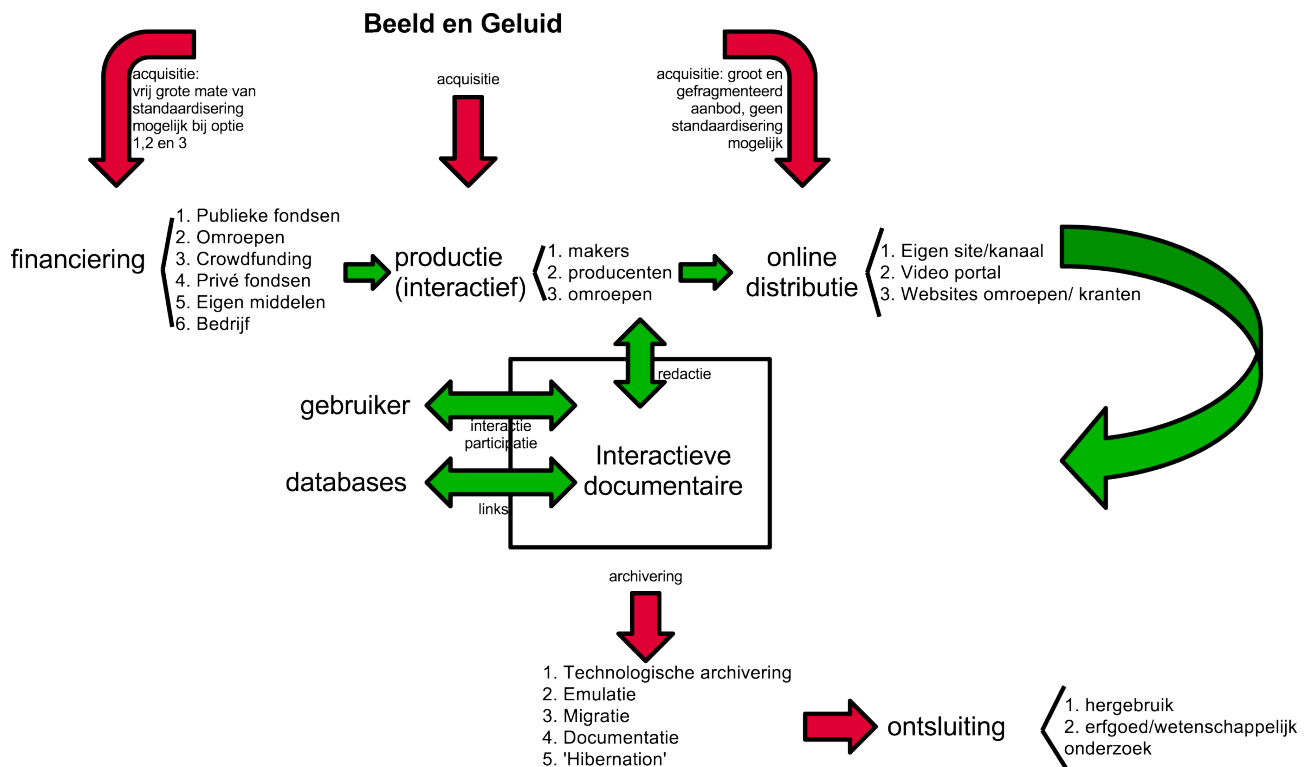 Beeld en Geluid
acquisitie:
vrij grote mate van
standaardisering
mogelijk bij optie
1,2 en 3
acquisitie
acquisitie: groot en
gefragmenteerd
aanbod, geen
standaardisering
mogelijk
financiering
1. Publieke fondsen
2. Omroepen
3. Crowdfunding
4. Privé fondsen
5. Eigen middelen
6. Bedrijf
productie
(interactief)
1. makers
2. producenten
3. omroepen
online
distributie
1. Eigen site/kanaal
2. Video portal
3. Websites omroepen/ kranten
redactie
gebruiker
interactie
participatie
databases
links
Interactieve
documentaire
archivering
1. Technologische archivering
2. Emulatie
3. Migratie
4. Documentatie
5. 'Hibernation'
ontsluiting
1. hergebruik
2. erfgoed/wetenschappelijk
onderzoek